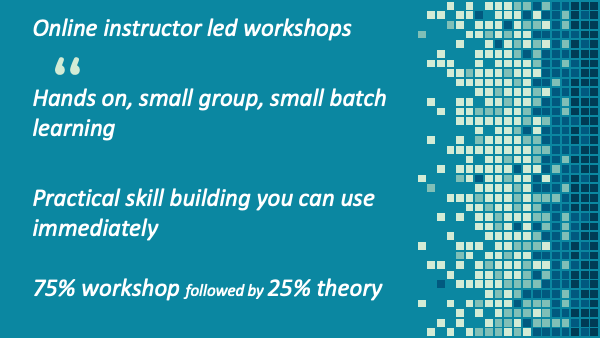 Online instructor led workshops
“
Hands on, small group, small batch
learning
Practical skill building you can use
immediately
75% workshop followed by 25% theory